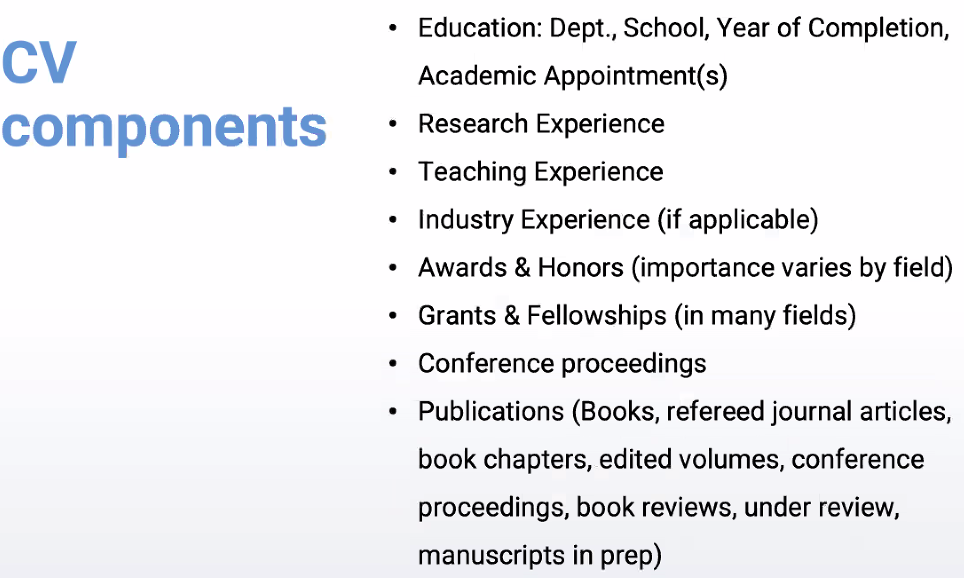 CV
components
• Education: Dept., School, Year of Completion,
Academic Appointment(s)
• Research Experience
• Teaching Experience
• Industry Experience (if applicable)
• Awards & Honors (importance varies by field)
• Grants & Fellowships (in many fields)
• Conference proceedings
• Publications (Books, refereed journal articles,
book chapters, edited volumes, conference
proceedings, book reviews, under review,
manuscripts in prep)